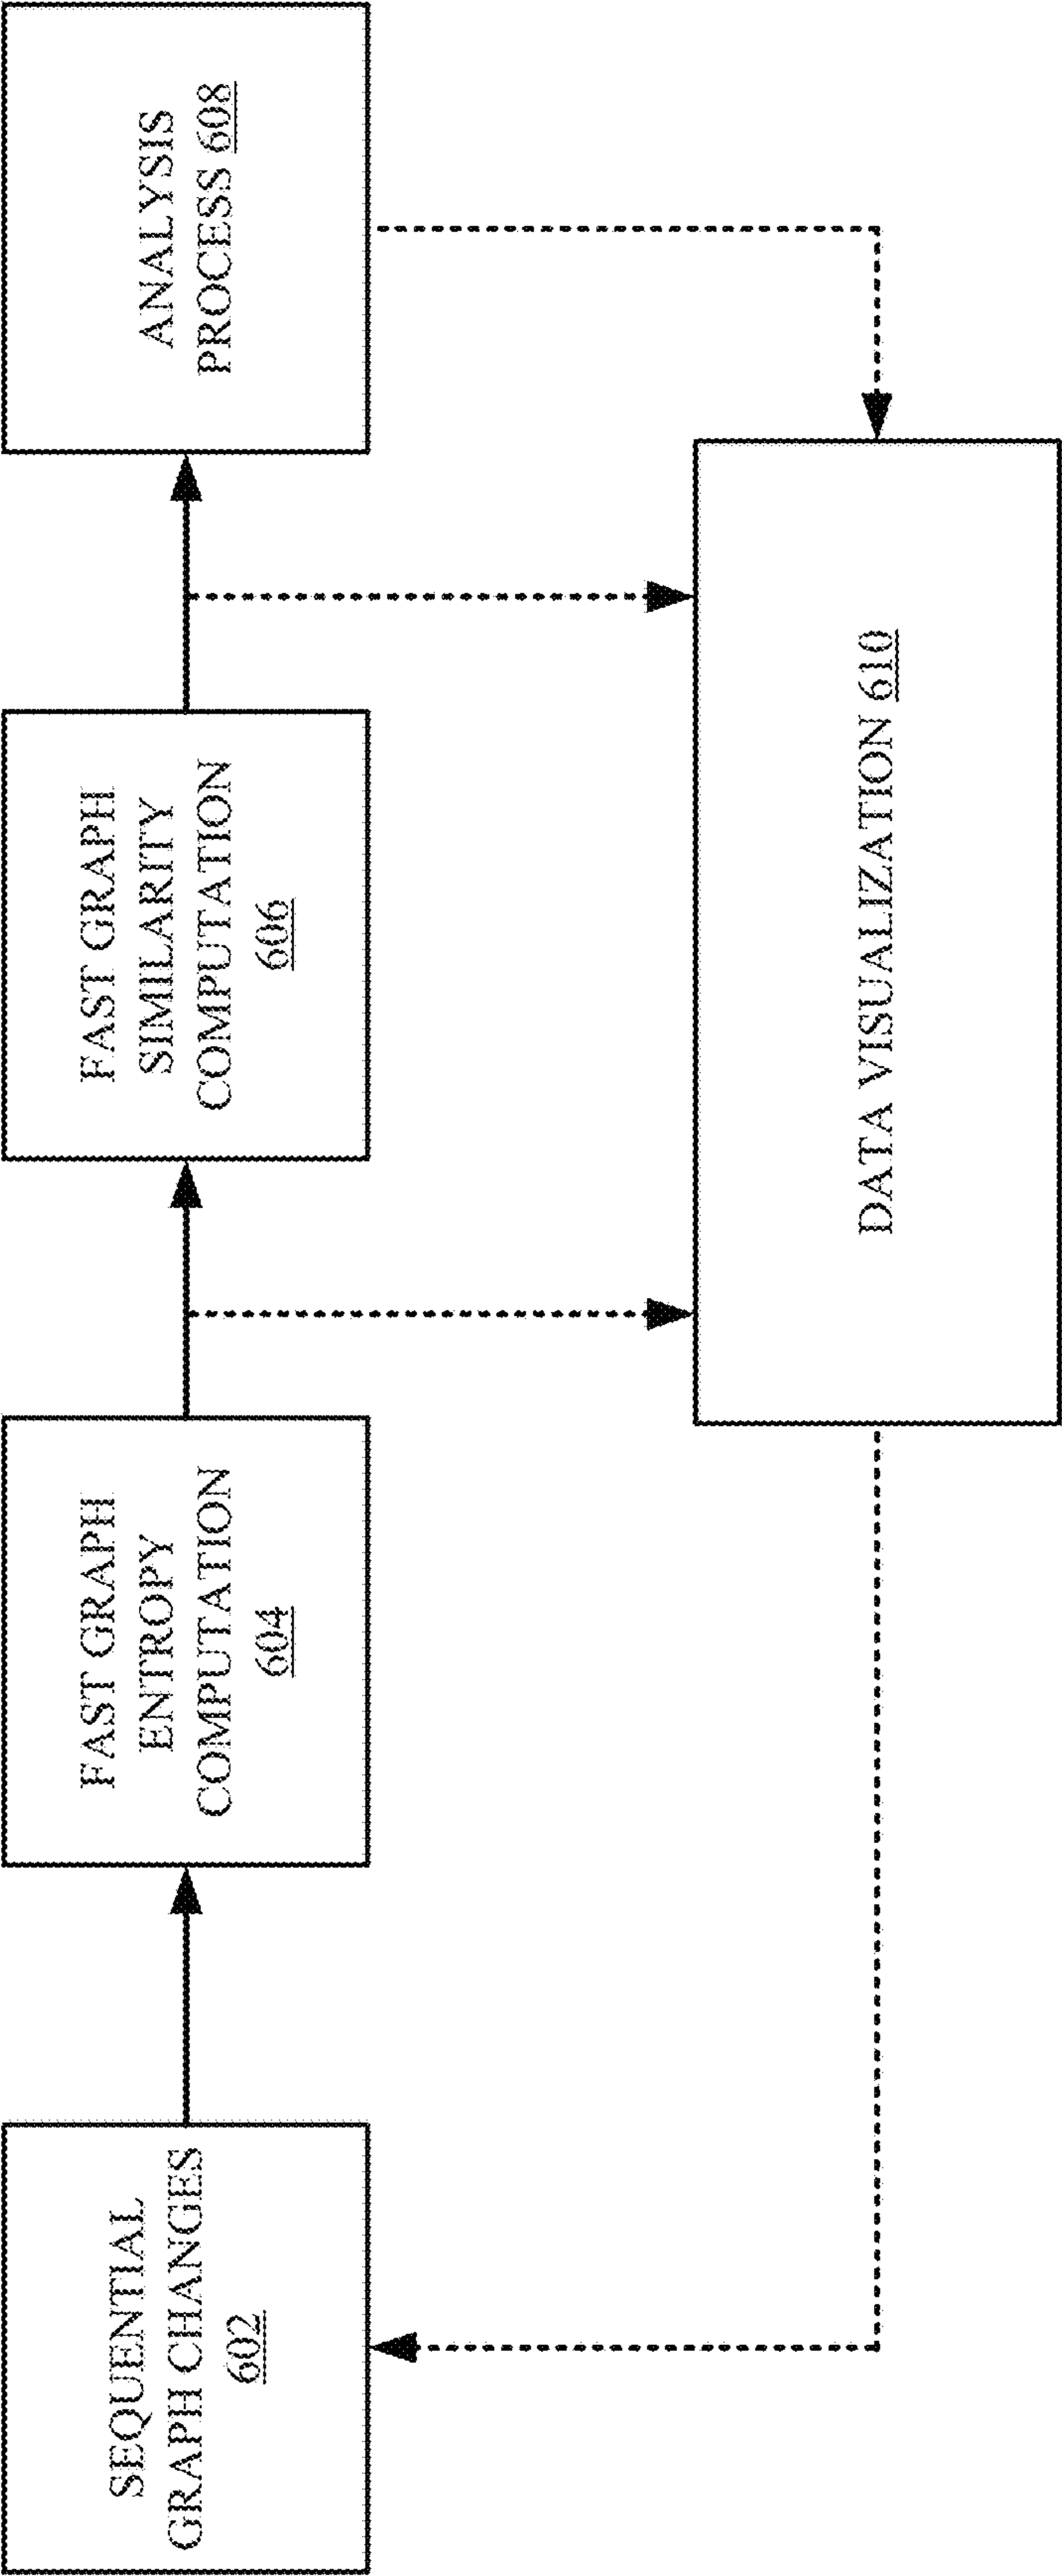 SEQUENTIAL
GRAPH CHANGES
602
FAST GRAPH
ENTROPY
COMPUTATION
604
FAST GRAPH
SIMILARITY
COMPUTATION
606
ANALYSIS
PROCESS 608
DATA VISUALIZATION 610